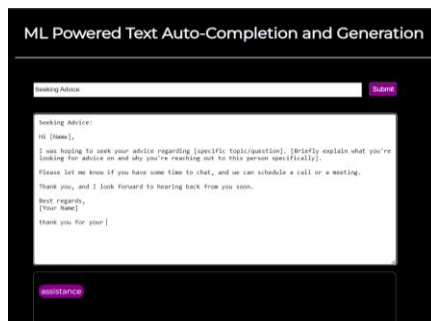 ML Powered Text Auto-Completion and Generation
Seeking Advice
Submit
Seeking Advice:
Hi [Name],
I was hoping to seek your advice regarding [specific topic/question]. [Briefly explain what you're
looking for advice on and why you're reaching out to this person specifically].
Please let me know if you have some time to chat, and we can schedule a call or a meeting.
Thank you, and I look forward to hearing back from you soon.
Best regards,
[Your Name]
thank you for your
assistance